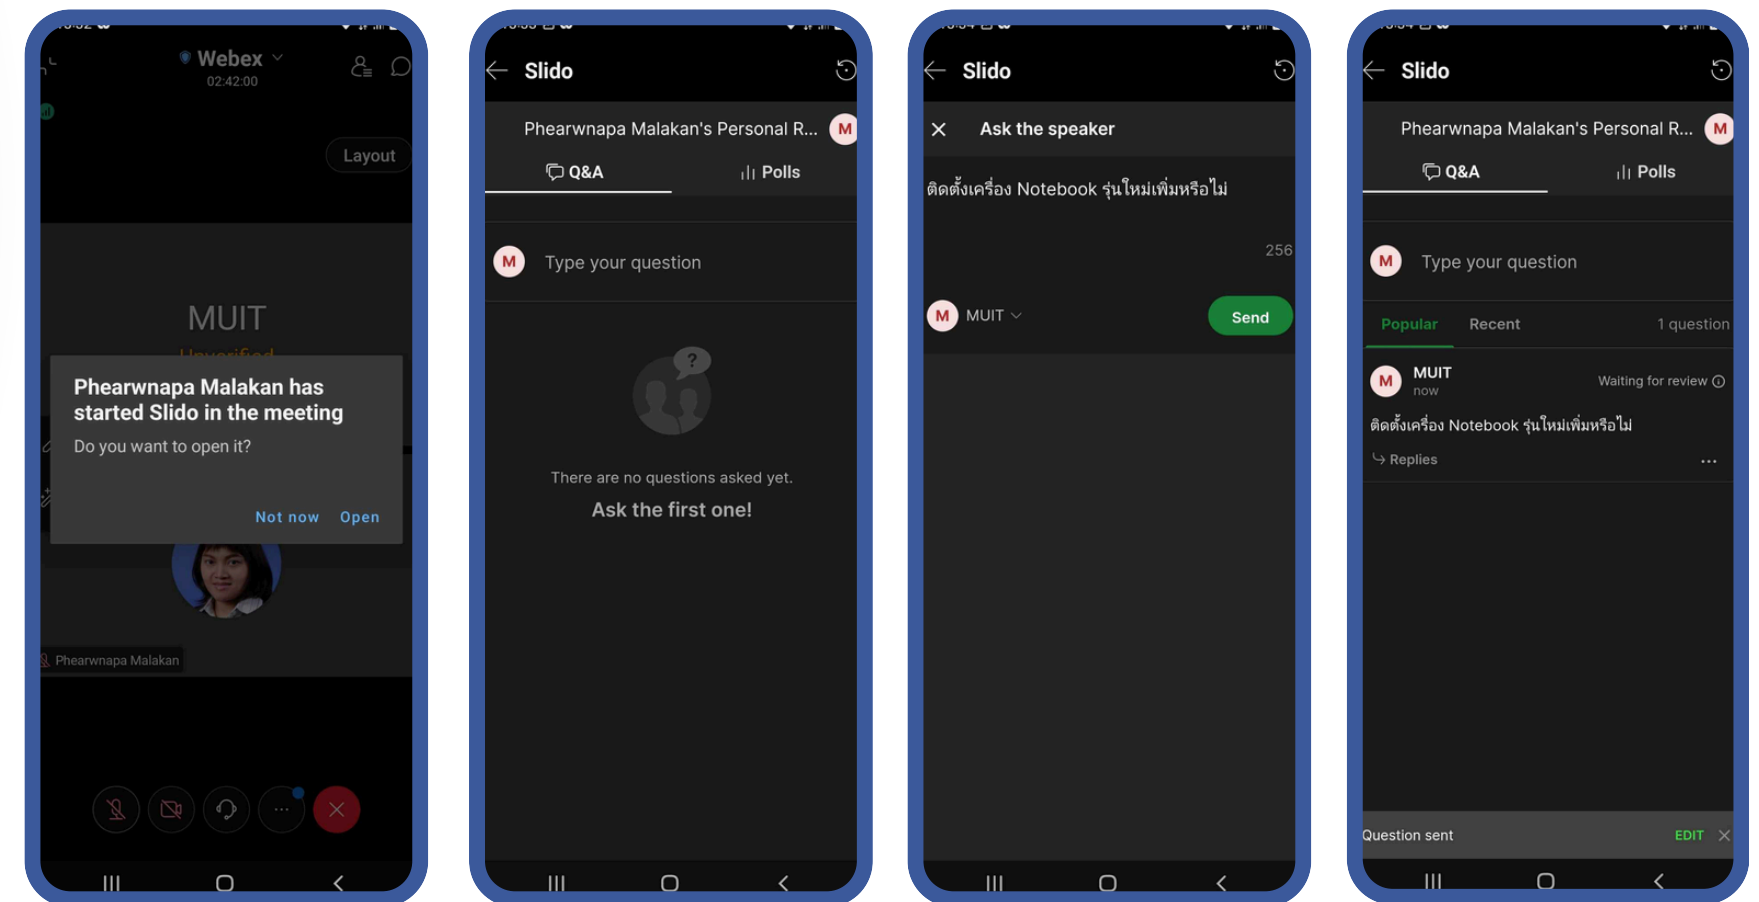 Webex
02:42:00
Layout
MUIT
Unverified
Phearwnapa Malakan has
started Slido in the meeting
Do you want to open it?
Not now Open
Phearwnapa Malakan
Slido
Phearwnapa Malakan's Personal R... M
Q&A Polls
M Type your question
?
There are no questions asked yet.
Ask the first one!
Slido
Ask the speaker
ติดตั้งเครื่อง Notebook รุ่นใหม่เพิ่มหรือไม่
256
M MUIT Send
Slido
Phearwnapa Malakan's Personal R... M
Q&A Polls
M Type your question
Popular Recent 1 question
M MUIT
now
Waiting for review
ติดตั้งเครื่อง Notebook รุ่นใหม่เพิ่มหรือไม่
Replies ...
Question sent EDIT